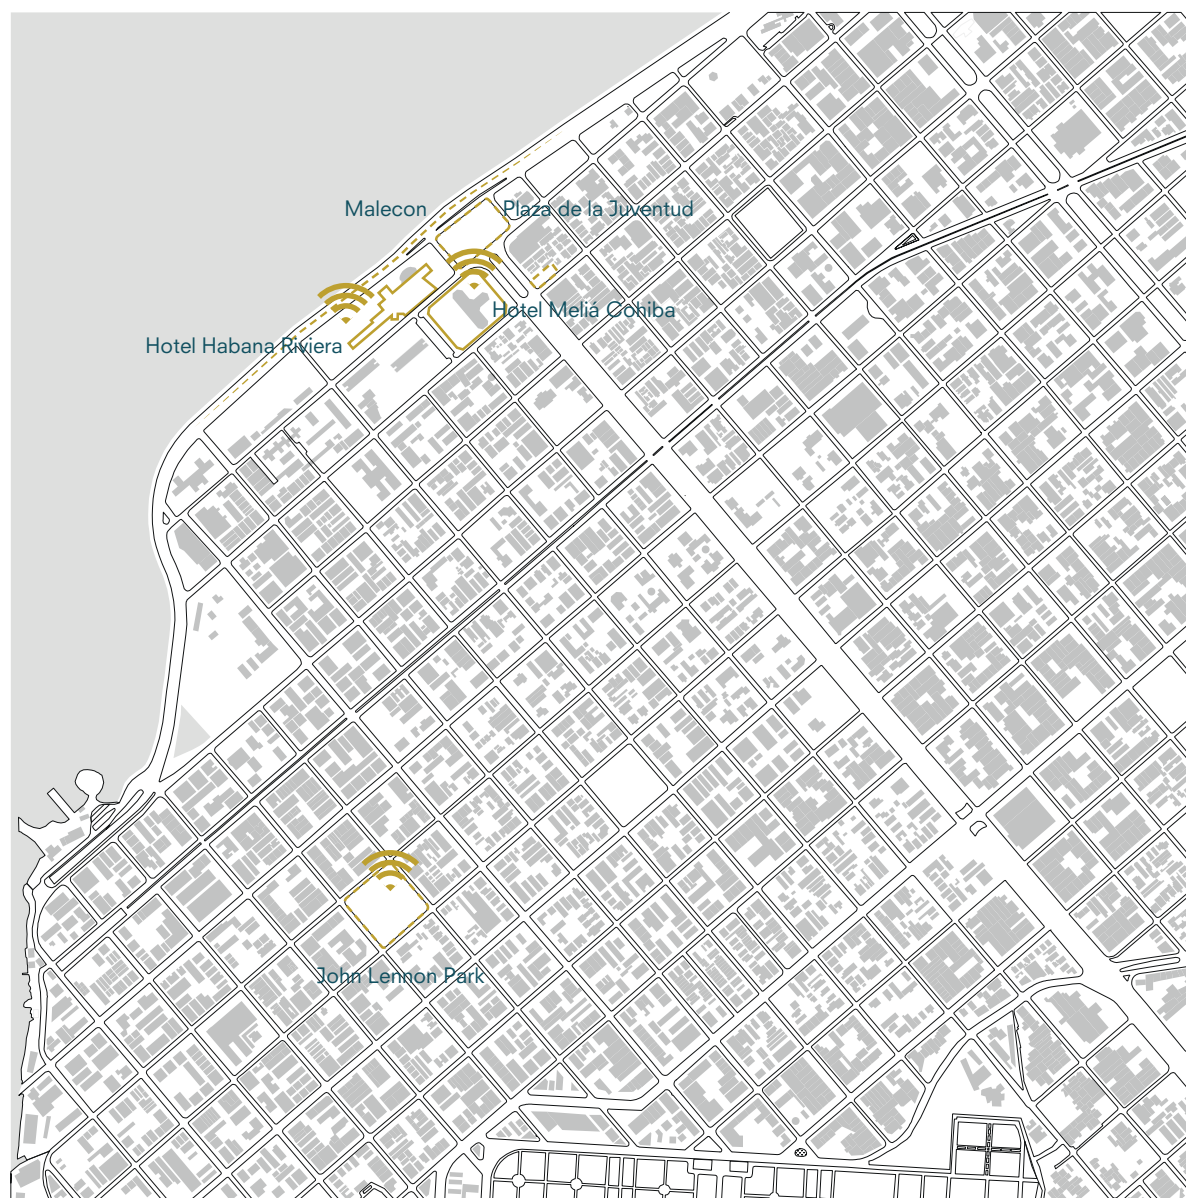 Malecon
Plaza de la Juventud
Hotel Meliá Cohiba
Hotel Habana Riviera
John Lennon Park